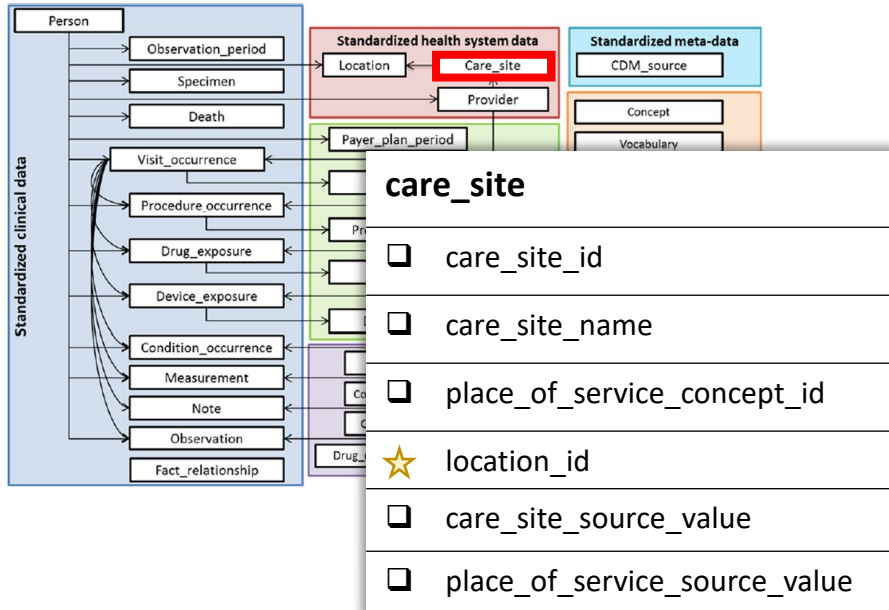 Person
Observation_period
Specimen
Death
Visit_occurrence
Procedure_occurrence
Drug_exposure
Device_exposure
Condition_occurrence
Measurement
Note
Observation
Fact_relationship
Standardized clinical data
Standardized health system data
Location
Care_site
Provider
Payer_plan_period
Standardized meta-data
CDM_source
Concept
Vocabulary
care_site
care_site_id
care_site_name
place_of_service_concept_id
location_id
care_site_source_value
place_of_service_source_value